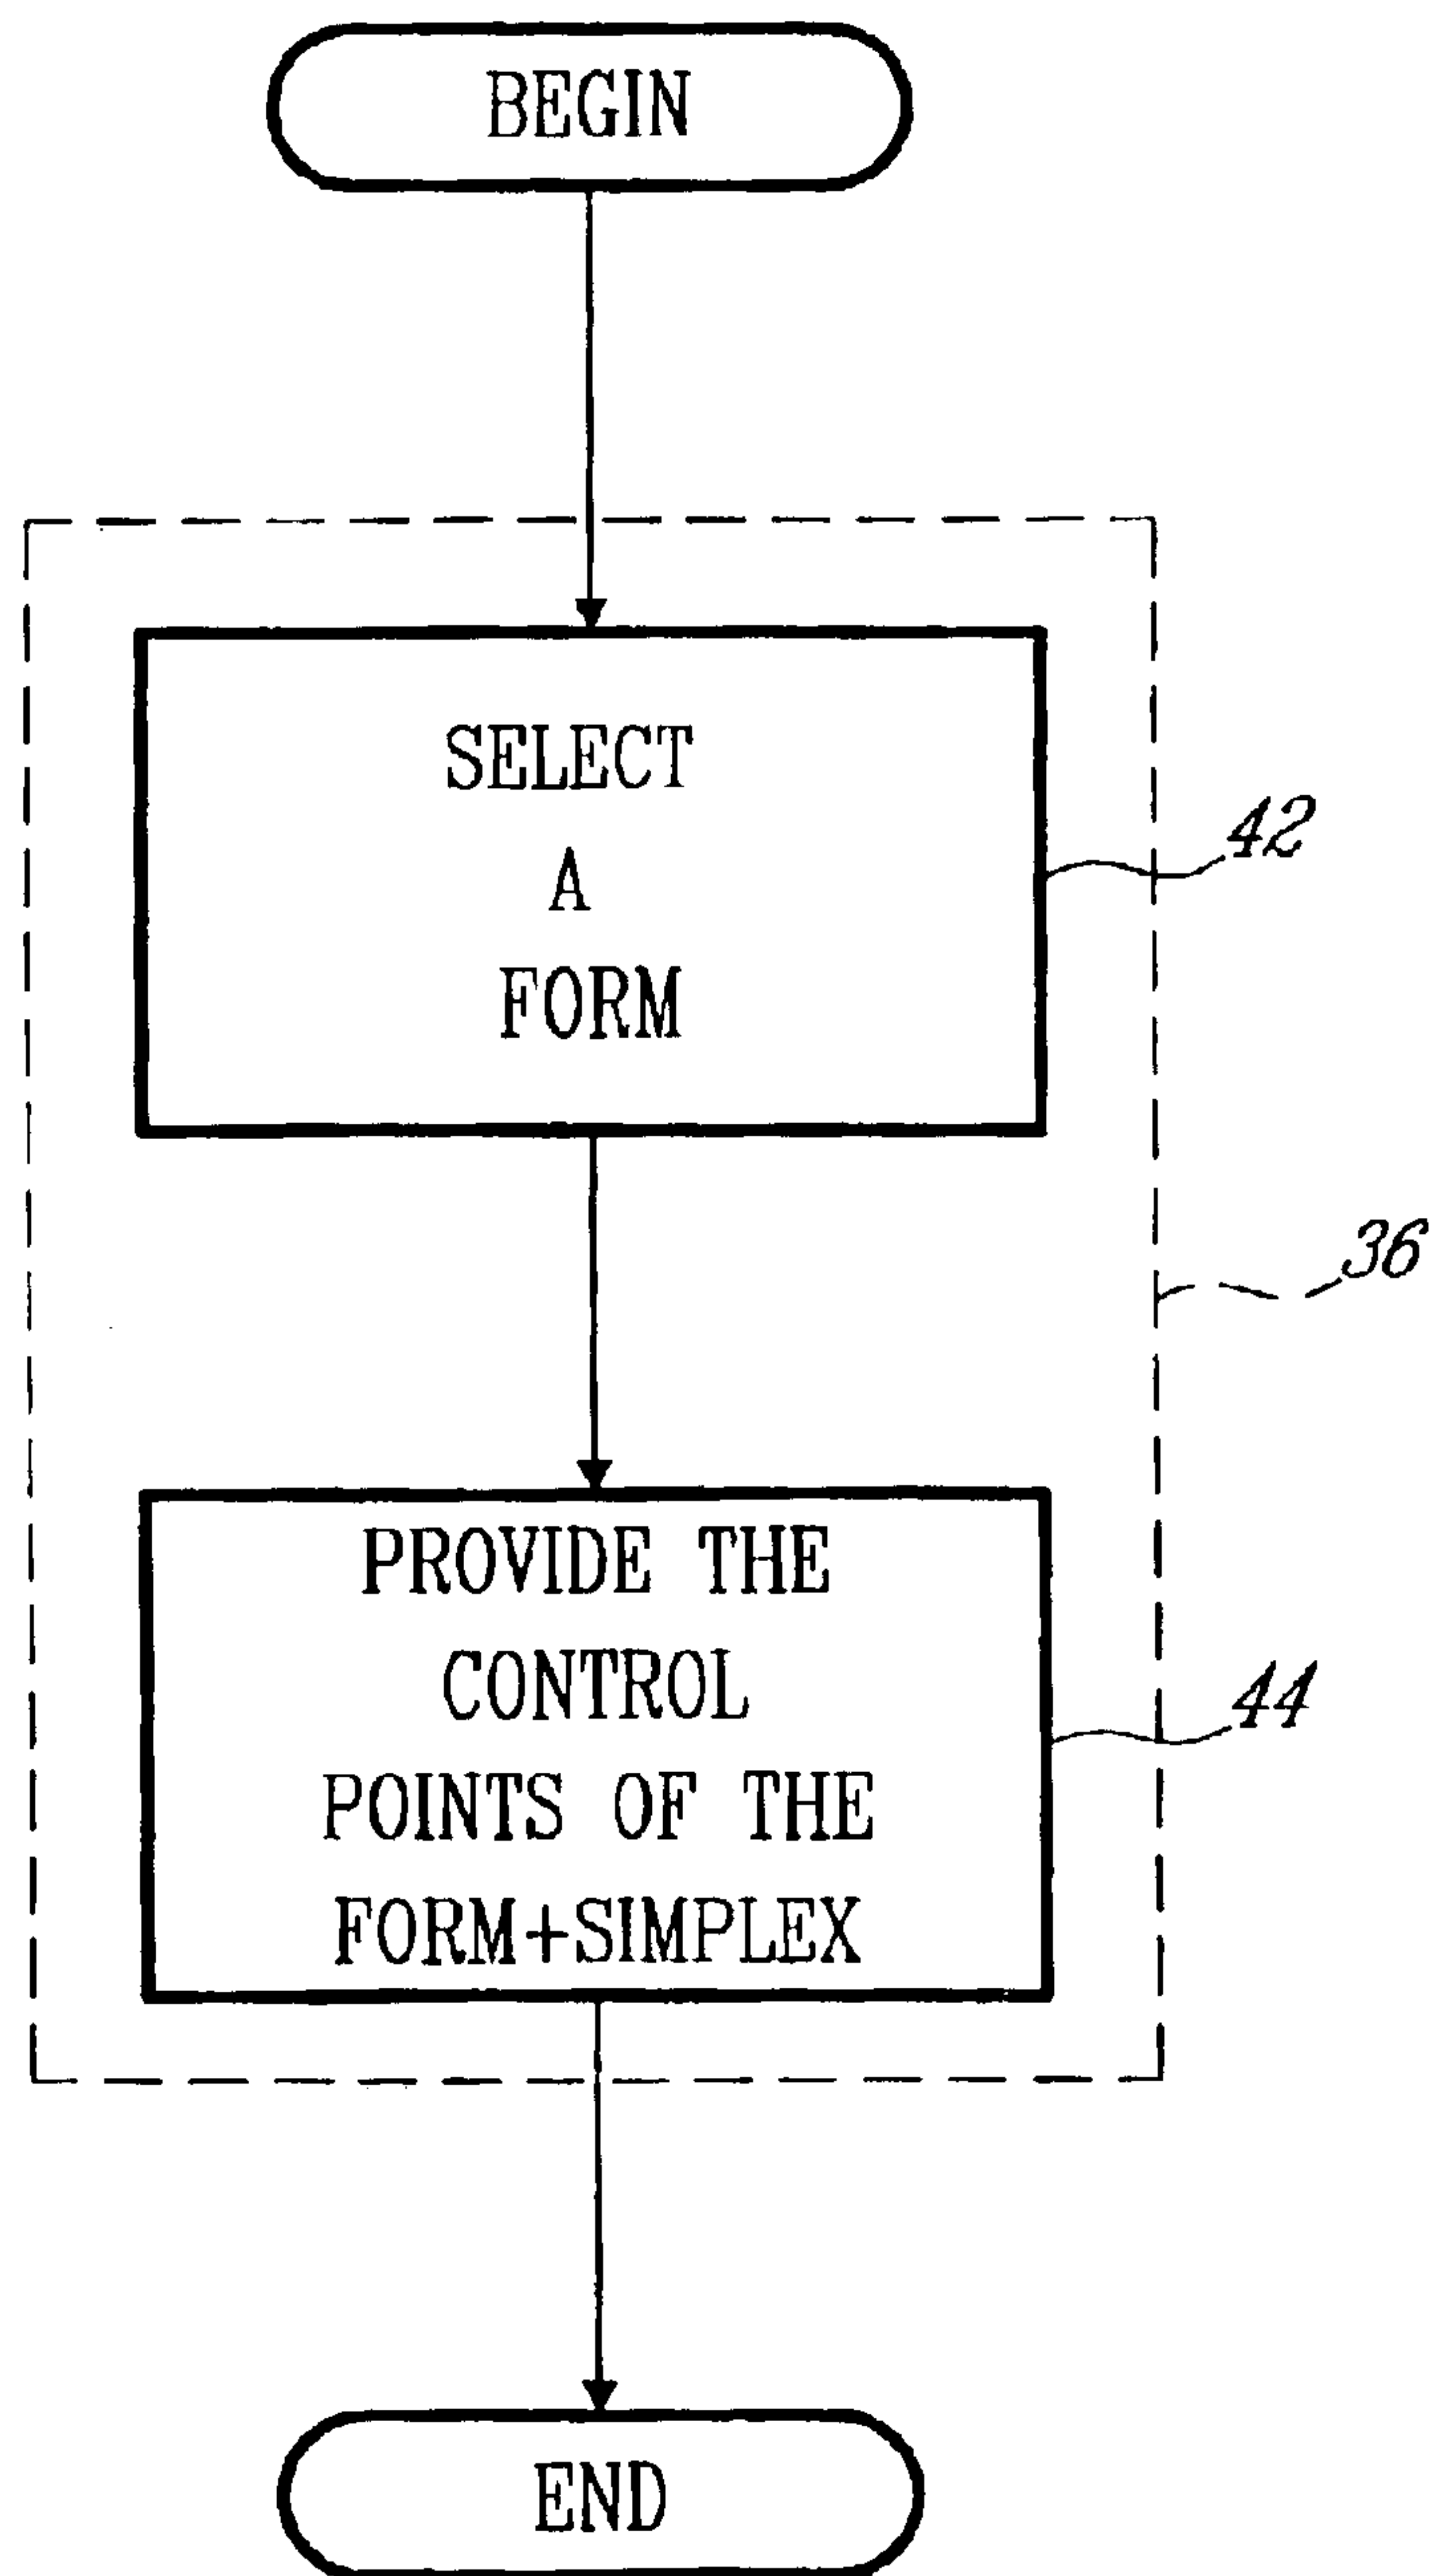 BEGIN
SELECT
A
FORM
42
36
PROVIDE THE
CONTROL
POINTS OF THE
FORM+SIMPLEX
44
END